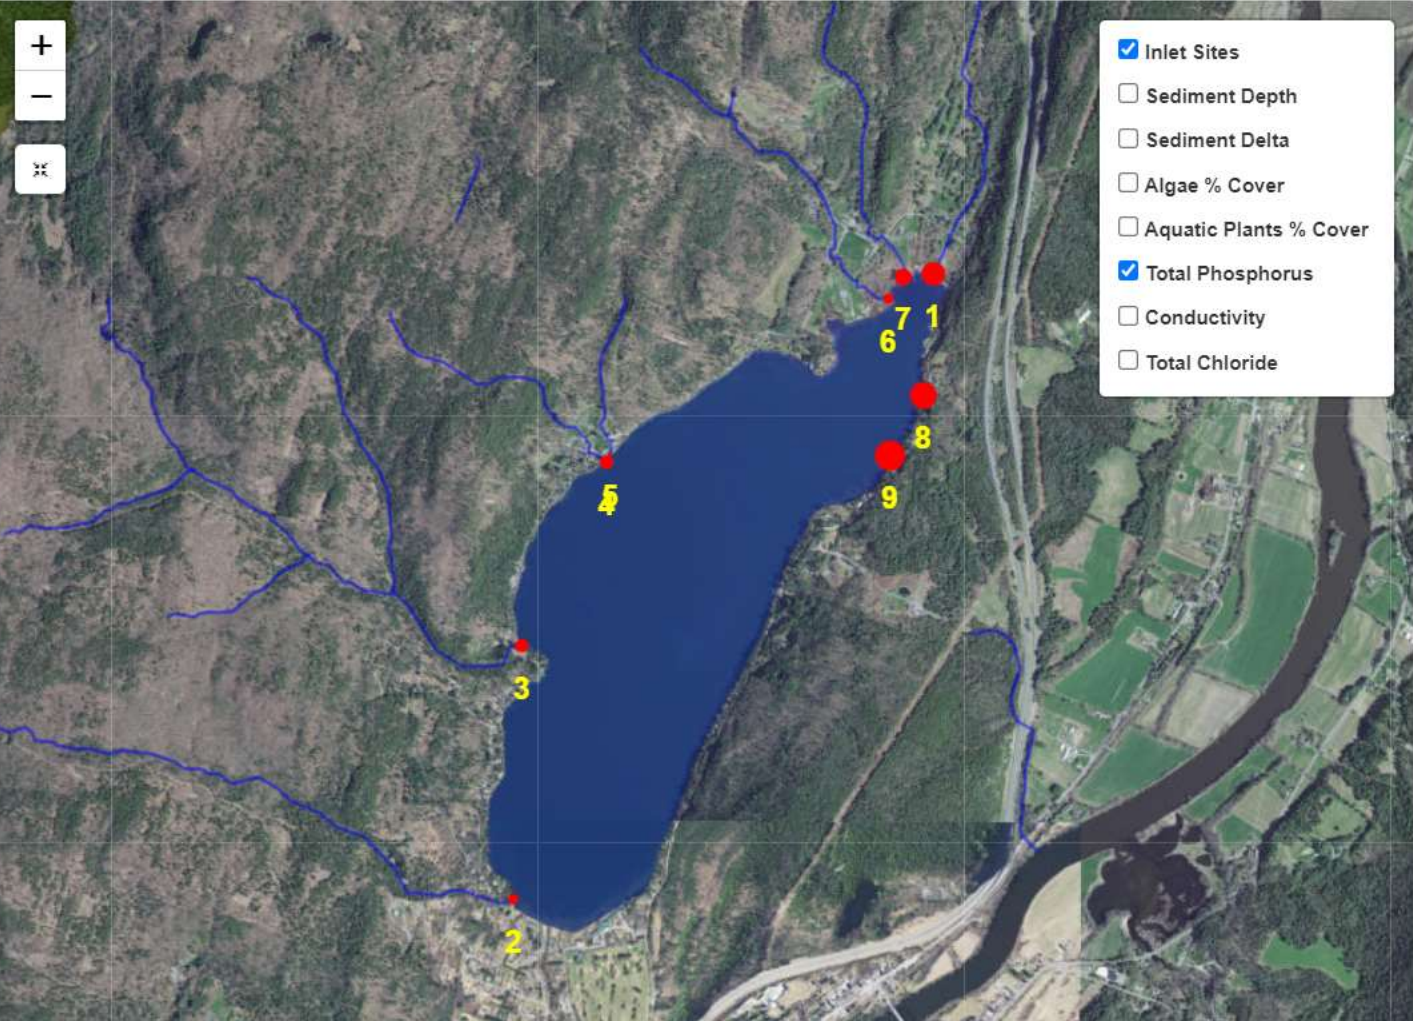 +
−
Inlet Sites
Sediment Depth
Sediment Delta
Algae % Cover
Aquatic Plants % Cover
Total Phosphorus
Conductivity
Total Chloride
7
1
6
8
9
5
4
3
2